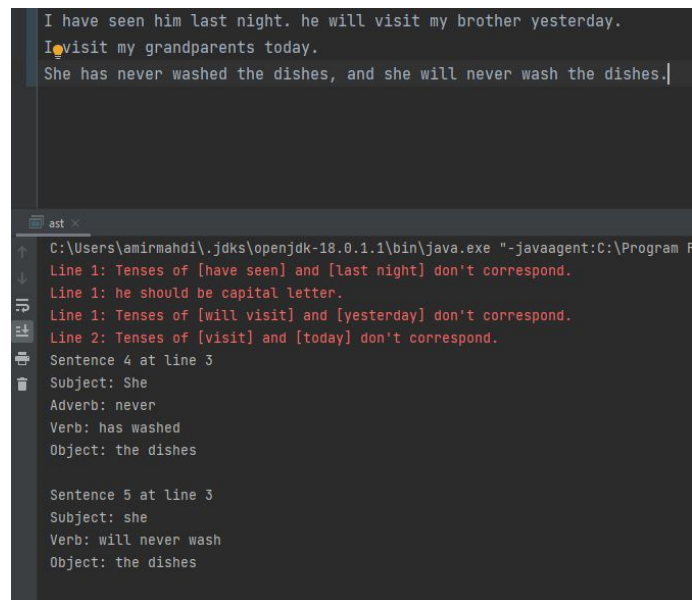 I have seen him last night. he will visit my brother yesterday.
I visit my grandparents today.
She has never washed the dishes, and she will never wash the dishes.
ast
C:\Users\amirmahdi\.jdks\openjdk-18.0.1.1\bin\java.exe "-javaagent:C:\Program F
Line 1: Tenses of [have seen] and [last night] don't correspond.
Line 1: he should be capital letter.
Line 1: Tenses of [will visit] and [yesterday] don't correspond.
Line 2: Tenses of [visit] and [today] don't correspond.
Sentence 4 at line 3
Subject: She
Adverb: never
Verb: has washed
Object: the dishes
Sentence 5 at line 3
Subject: she
Verb: will never wash
Object: the dishes